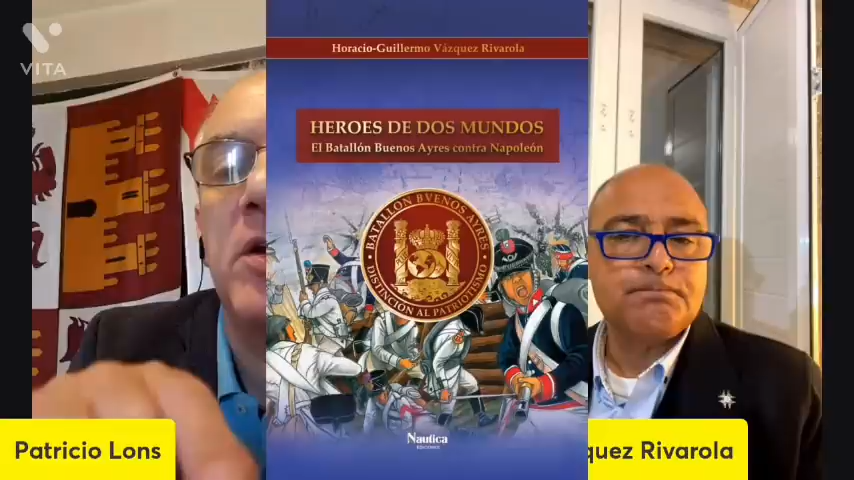 VITA
Horacio-Guillermo Vázquez Rivarola
HEROES DE DOS MUNDOS
El Batallón Buenos Ayres contra Napoleón
BATALLON BVENOS AYRES
DISTINCION AL PATRIOTISMO
Nautica
EDICIONES
Patricio Lons
quez Rivarola